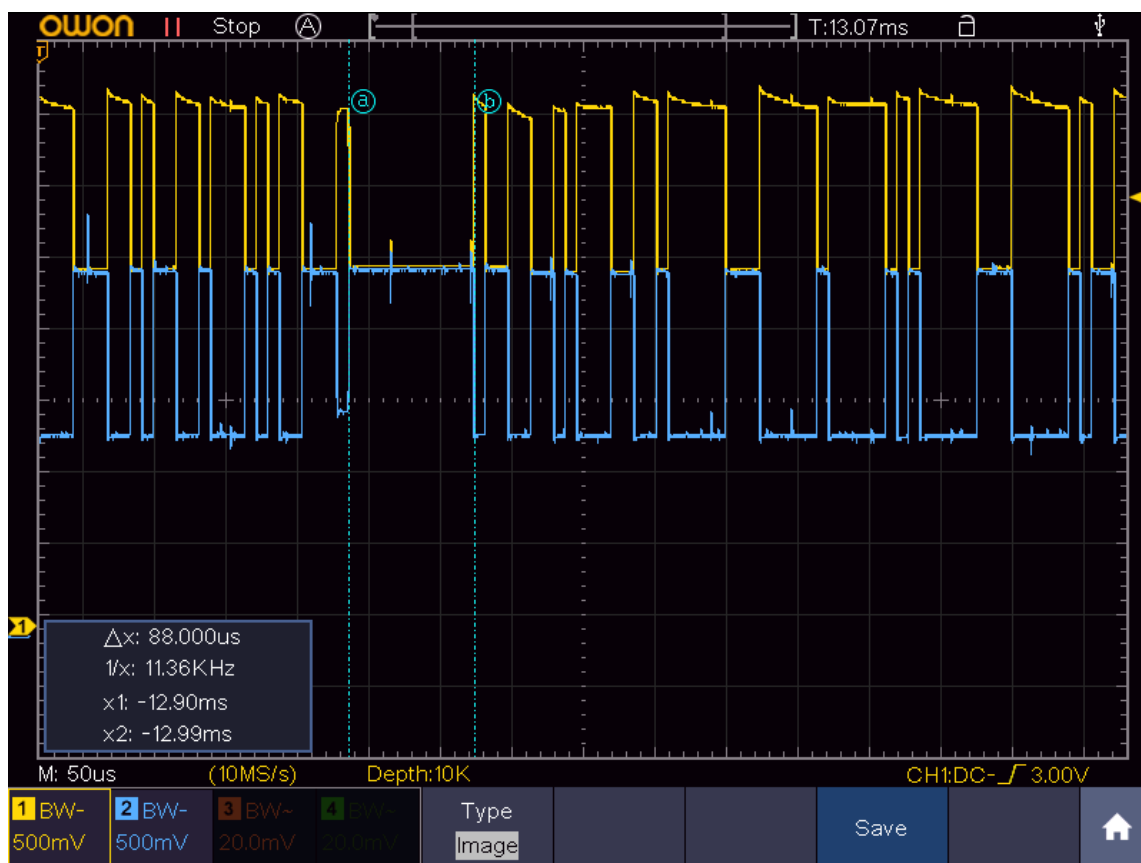 owon Stop A T:13.07ms
T
a b
1
△x: 88.000us
1/x: 11.36KHz
x1: -12.90ms
x2: -12.99ms
M: 50us (10MS/s) Depth:10K CH1:DC- 3.00V
1 BW- 2 BW- 3 BW~ 4 BW~ Type
500mV 500mV 20.0mV 20.0mV Image
Save